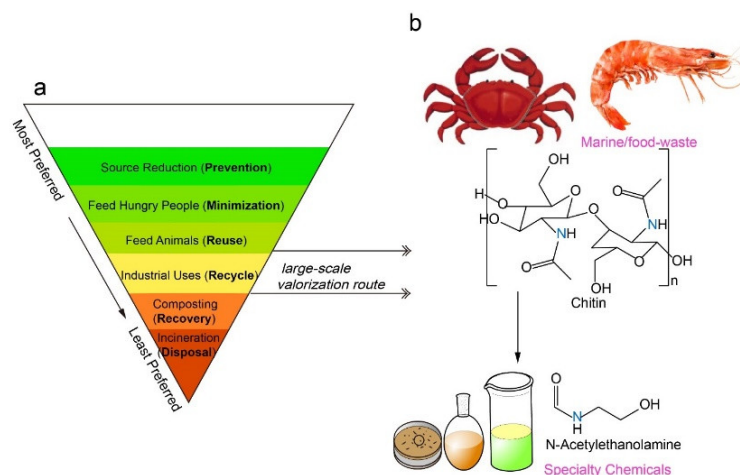 a
Most Preferred
Source Reduction (Prevention)
Feed Hungry People (Minimization)
Feed Animals (Reuse)
Industrial Uses (Recycle)
Composting
(Recovery)
Incineration
(Disposal)
Least Preferred
large-scale
valorization route
b
Marine/food-waste
OH
H
O
O
HO
NH
O
O
O
NH
O
OH
OH
n
Chitin
O
N
H
OH
N-Acetylethanolamine
Specialty Chemicals